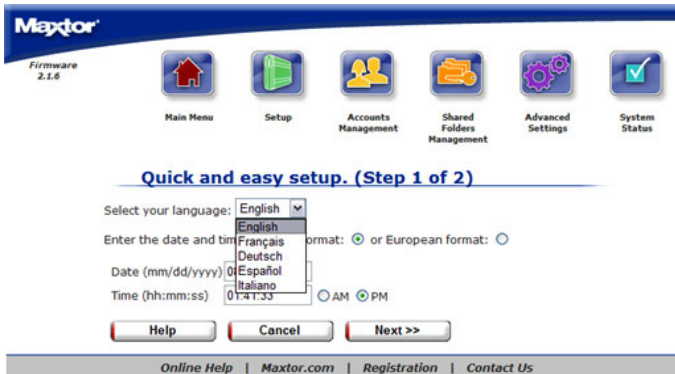 Maxtor
Firmware
2.1.6
Main Menu
Setup
Accounts
Management
Shared
Folders
Management
Advanced
Settings
System
Status
Quick and easy setup. (Step 1 of 2)
Select your language: English
English
Français
Deutsch
Español
Italiano
Enter the date and tim ormat: or European format:
Date (mm/dd/yyyy) 0
Time (hh:mm:ss) 01:41:33 AM PM
Help Cancel Next >>
Online Help | Maxtor.com | Registration | Contact Us